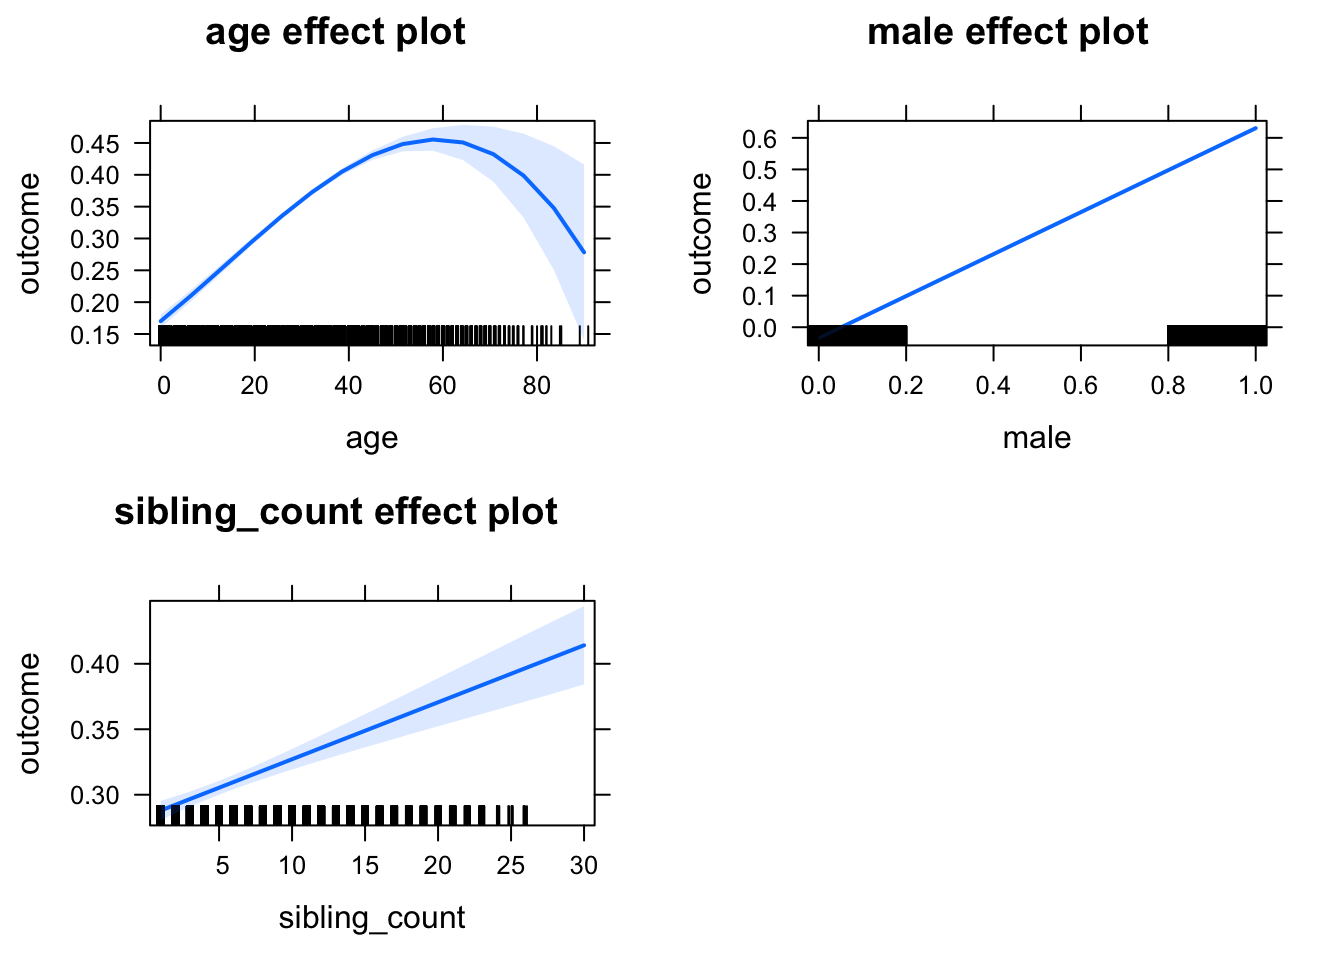 age effect plot
outcome
0.45
0.40
0.35
0.30
0.25
0.20
0.15
0 20 40 60 80
age
male effect plot
outcome
0.6
0.5
0.4
0.3
0.2
0.1
0.0
0.0 0.2 0.4 0.6 0.8 1.0
male
sibling_count effect plot
outcome
0.40
0.35
0.30
5 10 15 20 25 30
sibling_count